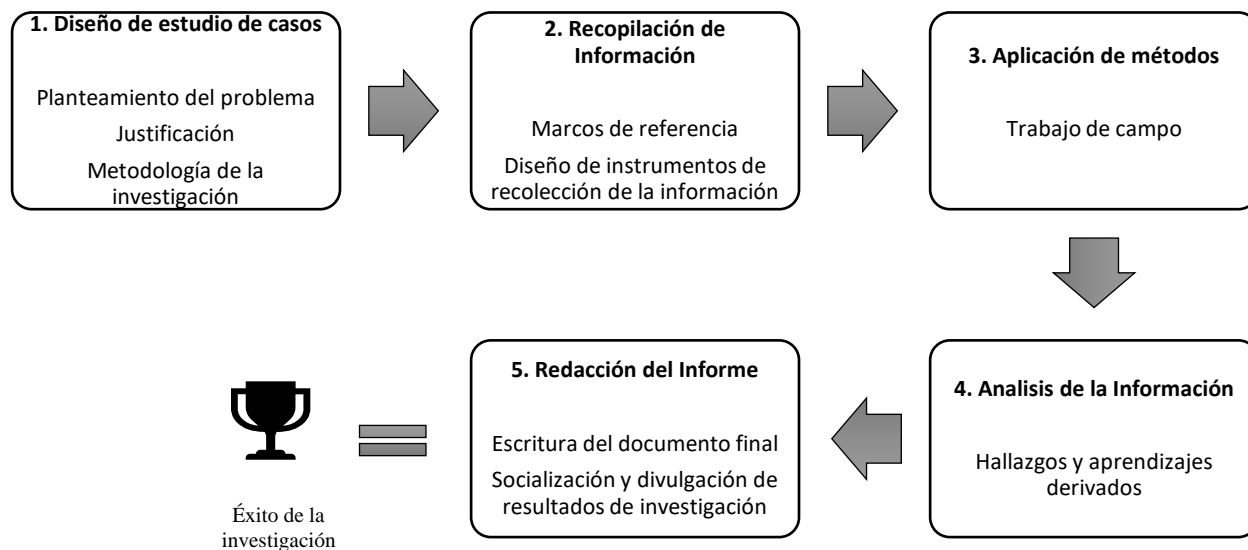 1. Diseño de estudio de casos
Planteamiento del problema
Justificación
Metodología de la
investigación
2. Recopilación de
Información
Marcos de referencia
Diseño de instrumentos de
recolección de la información
3. Aplicación de métodos
Trabajo de campo
4. Analisis de la Información
Hallazgos y aprendizajes
derivados
5. Redacción del Informe
Escritura del documento final
Socialización y divulgación de
resultados de investigación
Éxito de la
investigación